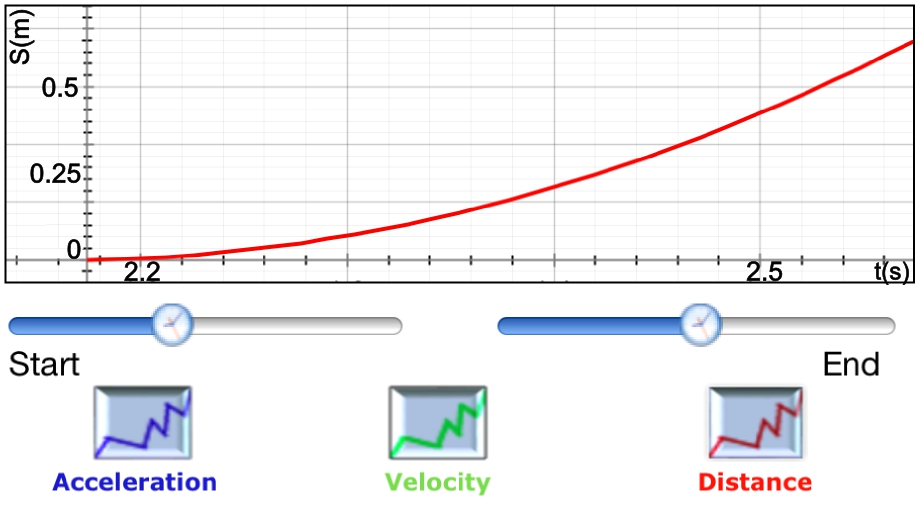 S(m)
0.5
0.25
0
2.2
2.5
t(s)
Start
End
Acceleration
Velocity
Distance